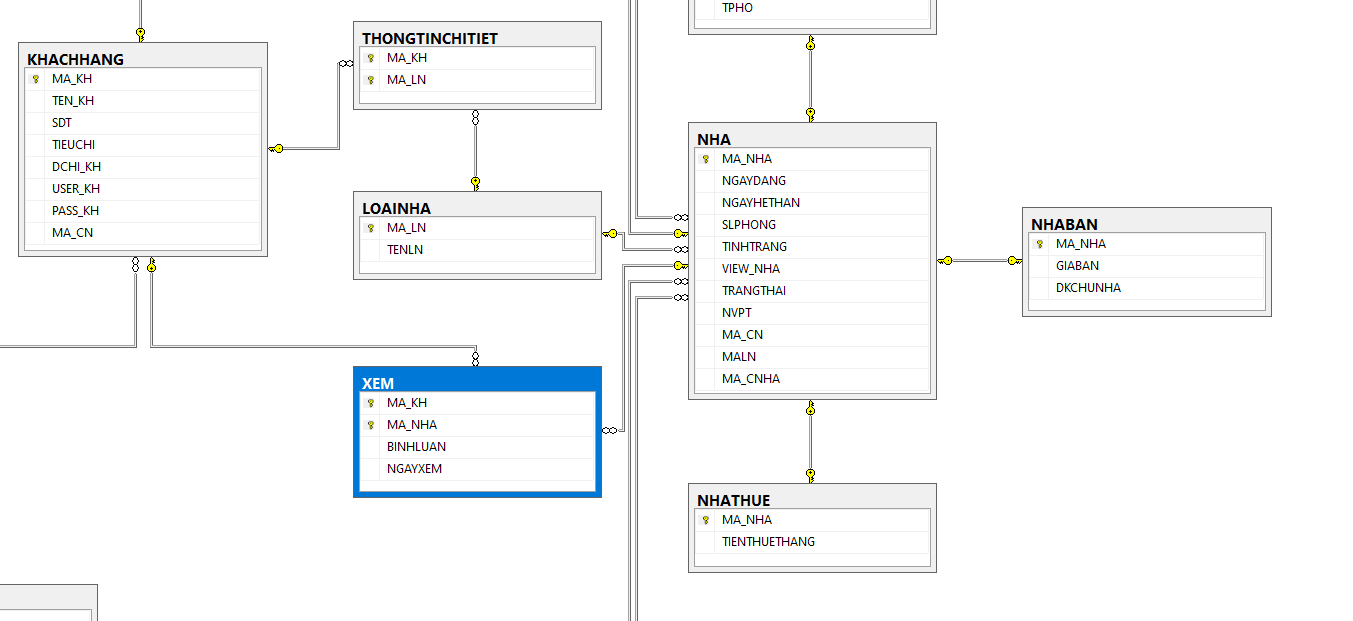 TPHO
THONGTINCHITIET
MA_KH
MA_LN
KHACHHANG
MA_KH
TEN_KH
SDT
TIEUCHI
DCHI_KH
USER_KH
PASS_KH
MA_CN
NHA
MA_NHA
NGAYDANG
NGAYHETHAN
SLPHONG
TINHTRANG
VIEW_NHA
TRANGTHAI
NVPT
MA_CN
MALN
MA_CNHA
LOAINHA
MA_LN
TENLN
NHABAN
MA_NHA
GIABAN
DKCHUNHA
XEM
MA_KH
MA_NHA
BINHLUAN
NGAYXEM
NHATHUE
MA_NHA
TIENTHUETHANG